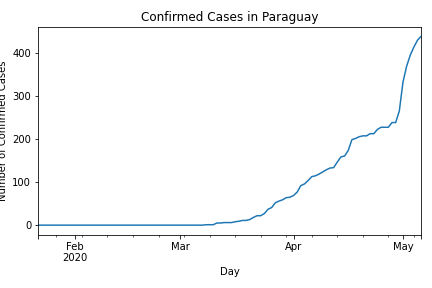 Confirmed Cases in Paraguay
Number of Confirmed Cases
400
300
200
100
0
Feb
2020
Mar
Apr
May
Day